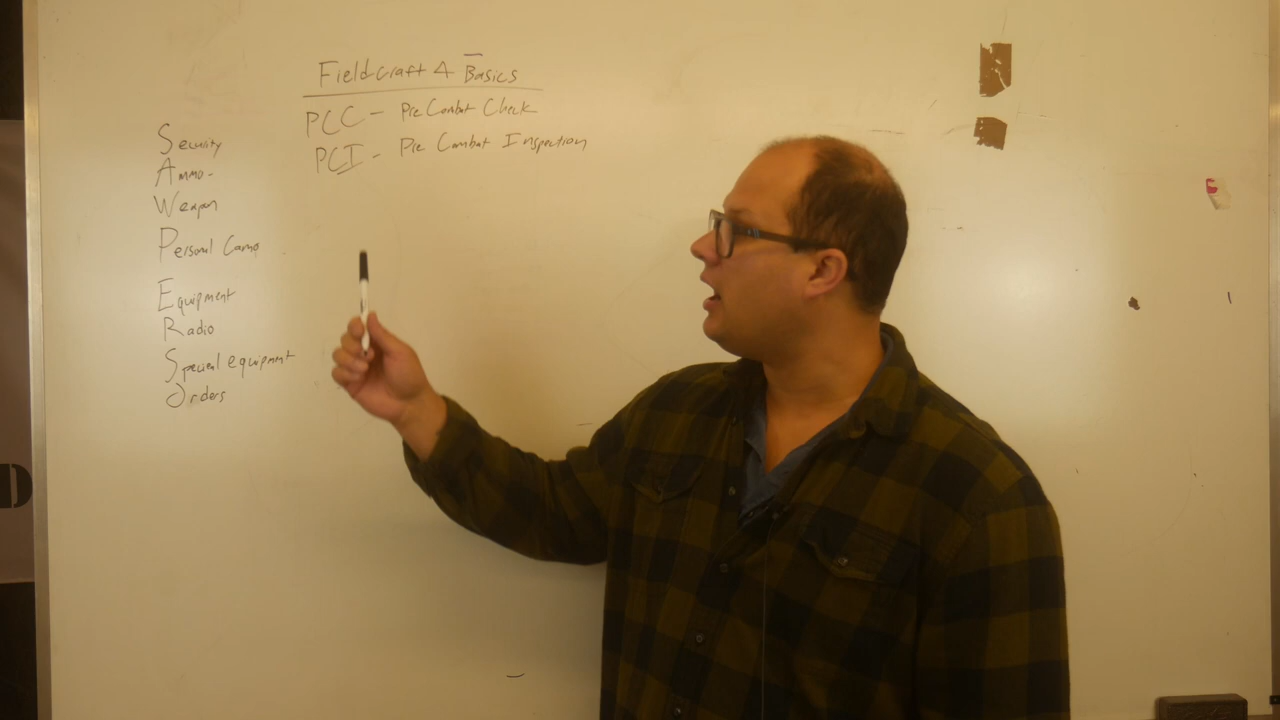 Fieldcraft 4 Basics
PCC - Pre Combat Check
PCI - Pre Combat Inspection
Security
Ammo -
Weapon
Personal Camo
Equipment
Radio
Special equipment
Orders
D